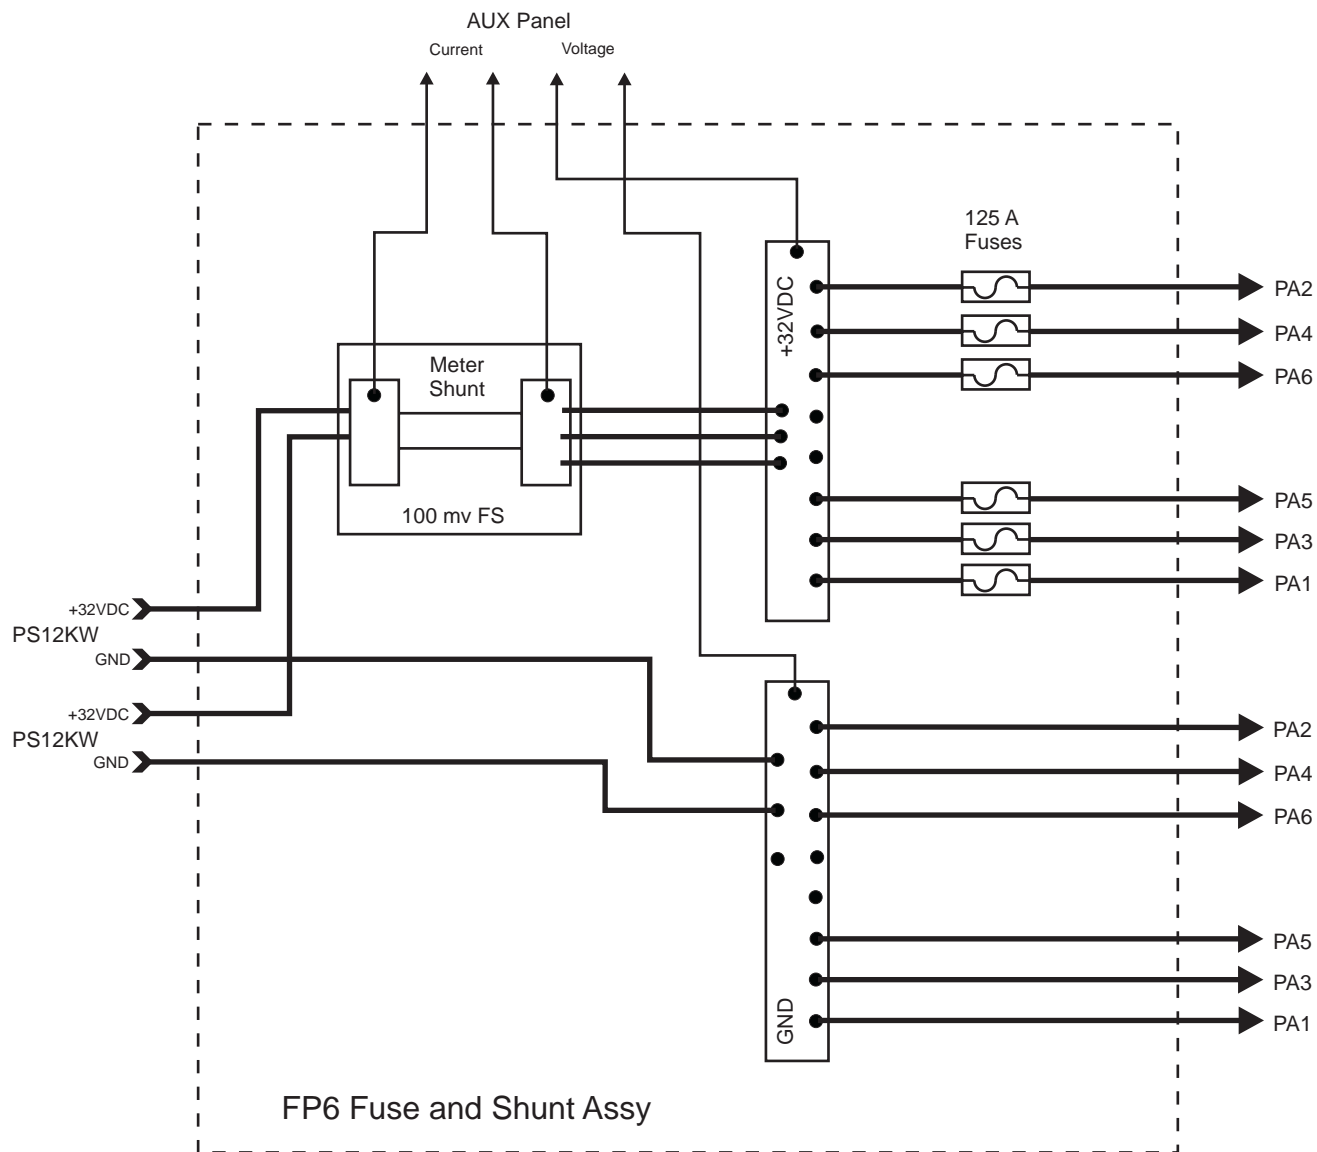 AUX Panel
Current
Voltage
125 A
Fuses
+32VDC
PA2
PA4
PA6
Meter
Shunt
100 mv FS
PA5
PA3
PA1
+32VDC
PS12KW
GND
+32VDC
PS12KW
GND
PA2
PA4
PA6
PA5
PA3
PA1
GND
FP6 Fuse and Shunt Assy